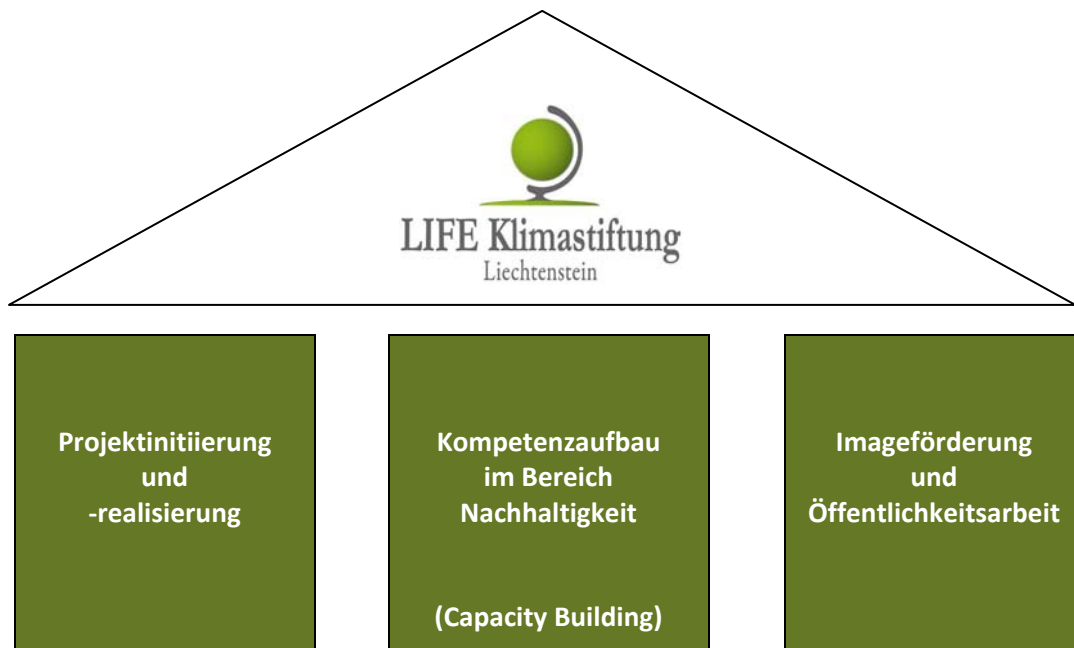 LIFE Klimastiftung
Liechtenstein
Projektinitiierung
und
-realisierung
Kompetenzaufbau
im Bereich
Nachhaltigkeit
(Capacity Building)
Imageförderung
und
Öffentlichkeitsarbeit